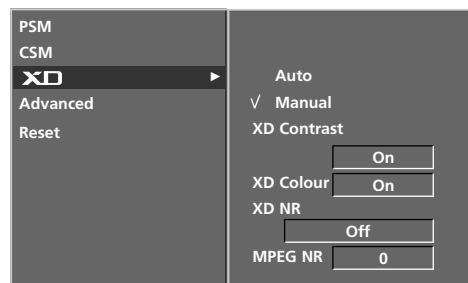 PSM
CSM
XD
Advanced
Reset
Auto
√ Manual
XD Contrast
On
XD Colour On
XD NR
Off
MPEG NR 0